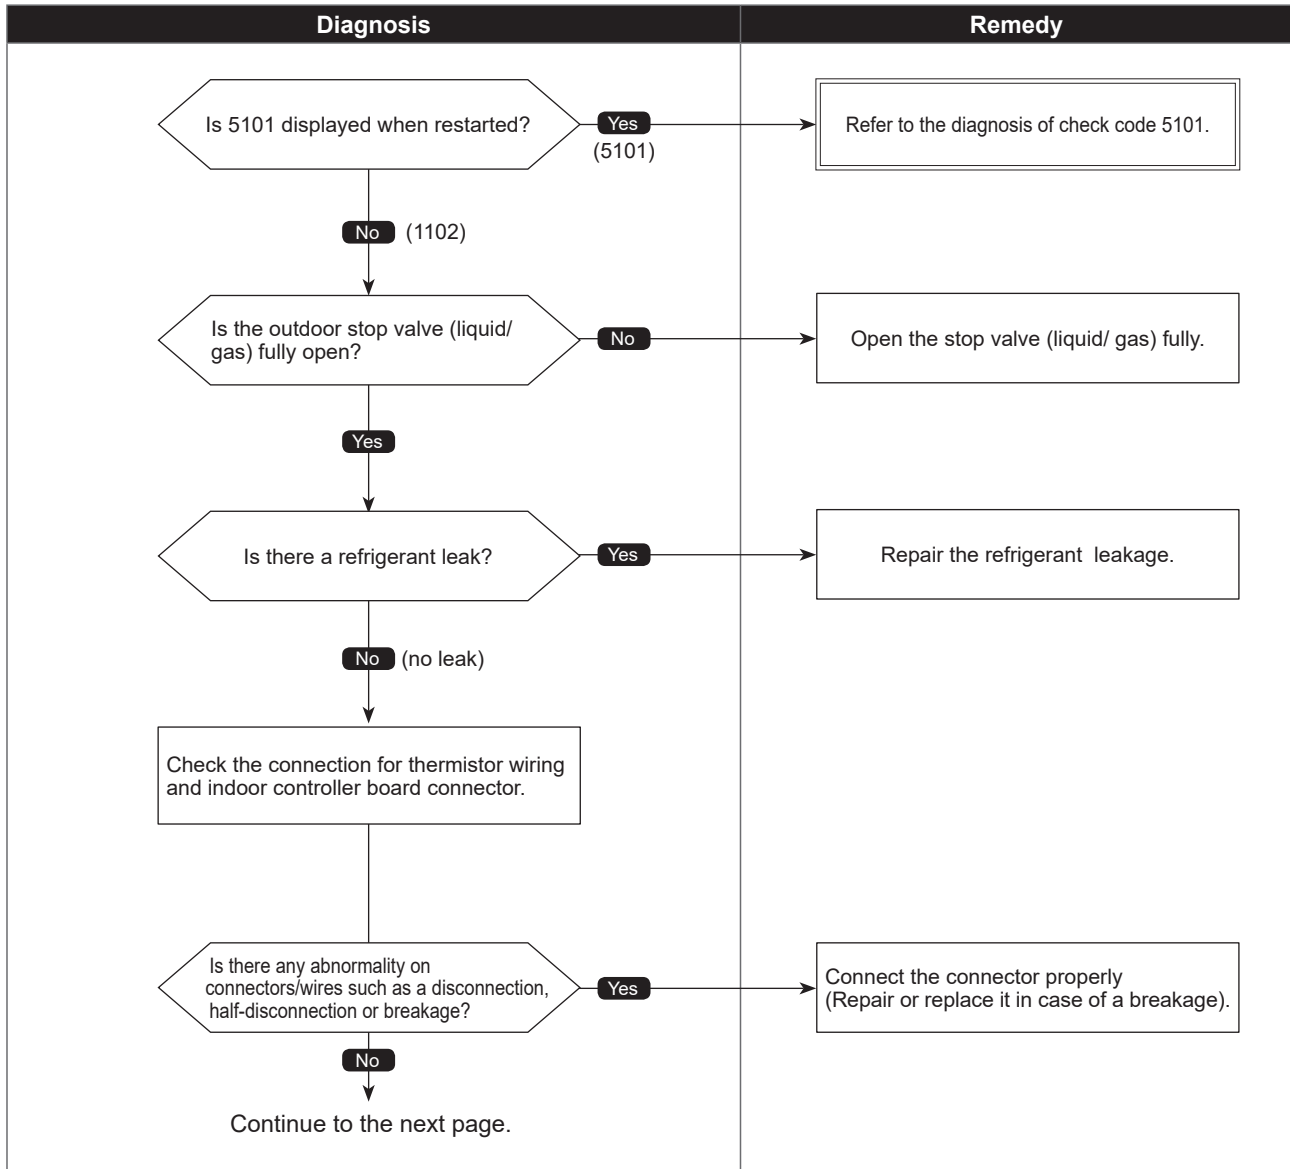 Diagnosis
Remedy
Is 5101 displayed when restarted?
Yes
(5101)
Refer to the diagnosis of check code 5101.
No (1102)
Is the outdoor stop valve (liquid/
gas) fully open?
No
Open the stop valve (liquid/ gas) fully.
Yes
Is there a refrigerant leak?
Yes
Repair the refrigerant leakage.
No (no leak)
Check the connection for thermistor wiring
and indoor controller board connector.
Is there any abnormality on
connectors/wires such as a disconnection,
half-disconnection or breakage?
Yes
Connect the connector properly
(Repair or replace it in case of a breakage).
No
Continue to the next page.